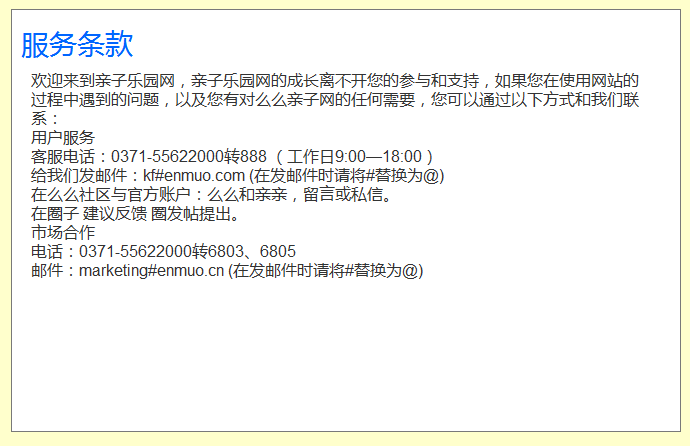 服务条款
欢迎来到亲子乐园网，亲子乐园网的成长离不开您的参与和支持，如果您在使用网站的
过程中遇到的问题，以及您有对么么亲子网的任何需要，您可以通过以下方式和我们联
系：
用户服务
客服电话：0371-55622000转888 （ 工作日9:00—18:00 ）
给我们发邮件：kf#enmuo.com (在发邮件时请将#替换为@)
在么么社区与官方账户：么么和亲亲，留言或私信。
在圈子 建议反馈 圈发帖提出。
市场合作
电话：0371-55622000转6803、6805
邮件：marketing#enmuo.cn (在发邮件时请将#替换为@)